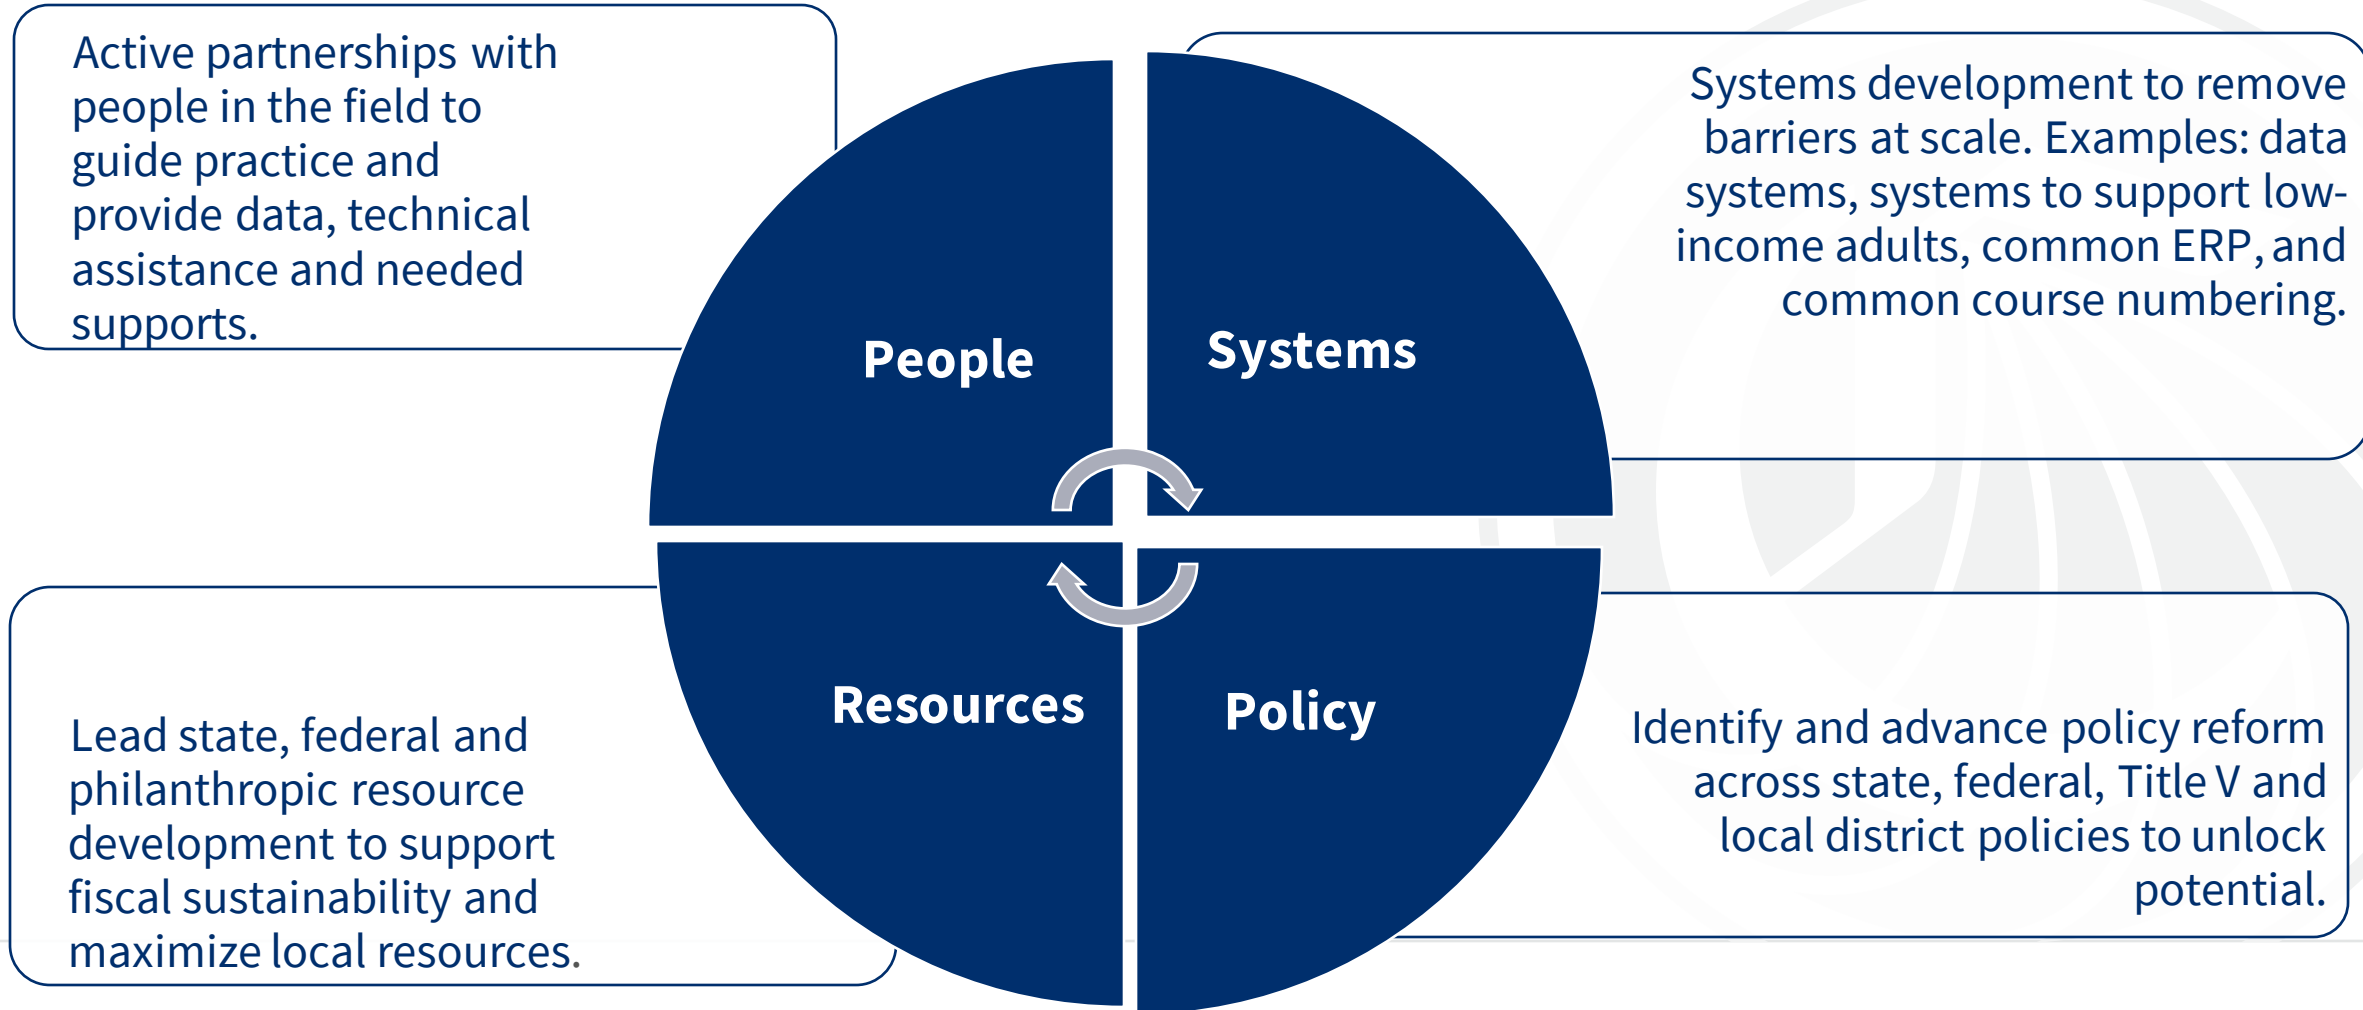 Active partnerships with
people in the field to
guide practice and
provide data, technical
assistance and needed
supports.
Systems development to remove
barriers at scale. Examples: data
systems, systems to support low-
income adults, common ERP, and
common course numbering.
People
Systems
Resources
Policy
Lead state, federal and
philanthropic resource
development to support
fiscal sustainability and
maximize local resources.
Identify and advance policy reform
across state, federal, Title V and
local district policies to unlock
potential.